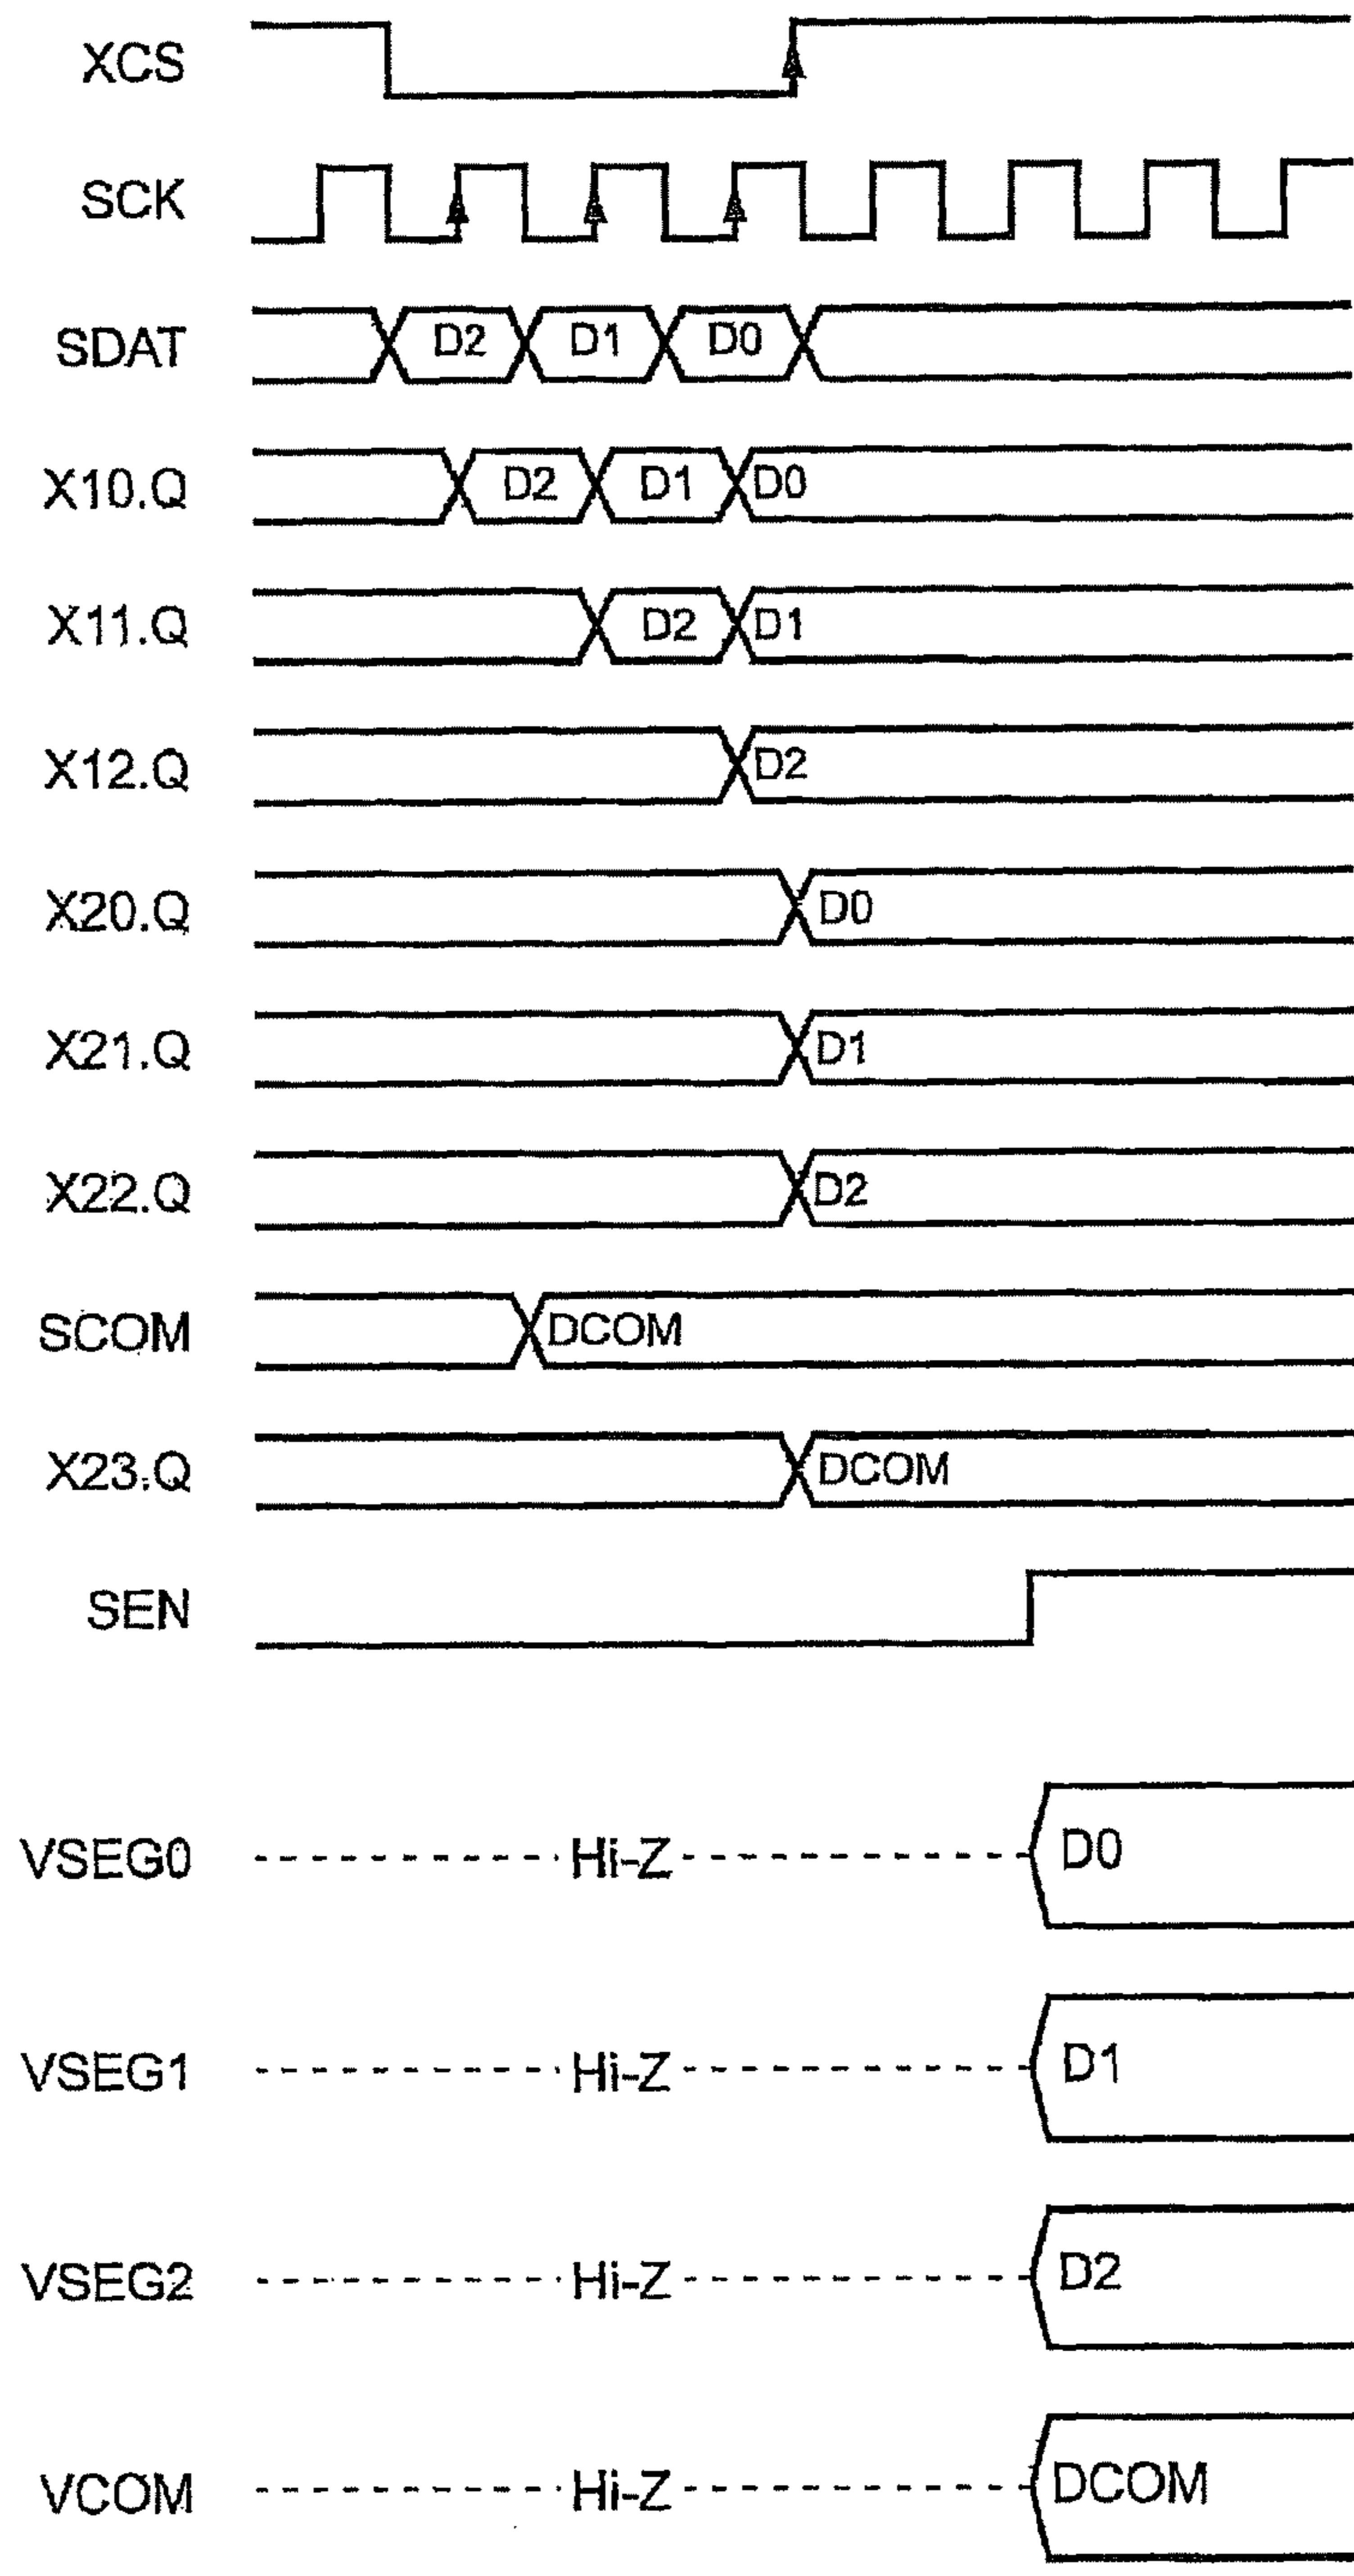 XCS
SCK
SDAT D2 D1 D0
X10.Q D2 D1 D0
X11.Q D2 D1
X12.Q D2
X20.Q D0
X21.Q D1
X22.Q D2
SCOM DCOM
X23.Q DCOM
SEN
VSEG0 Hi-Z D0
VSEG1 Hi-Z D1
VSEG2 Hi-Z D2
VCOM Hi-Z DCOM